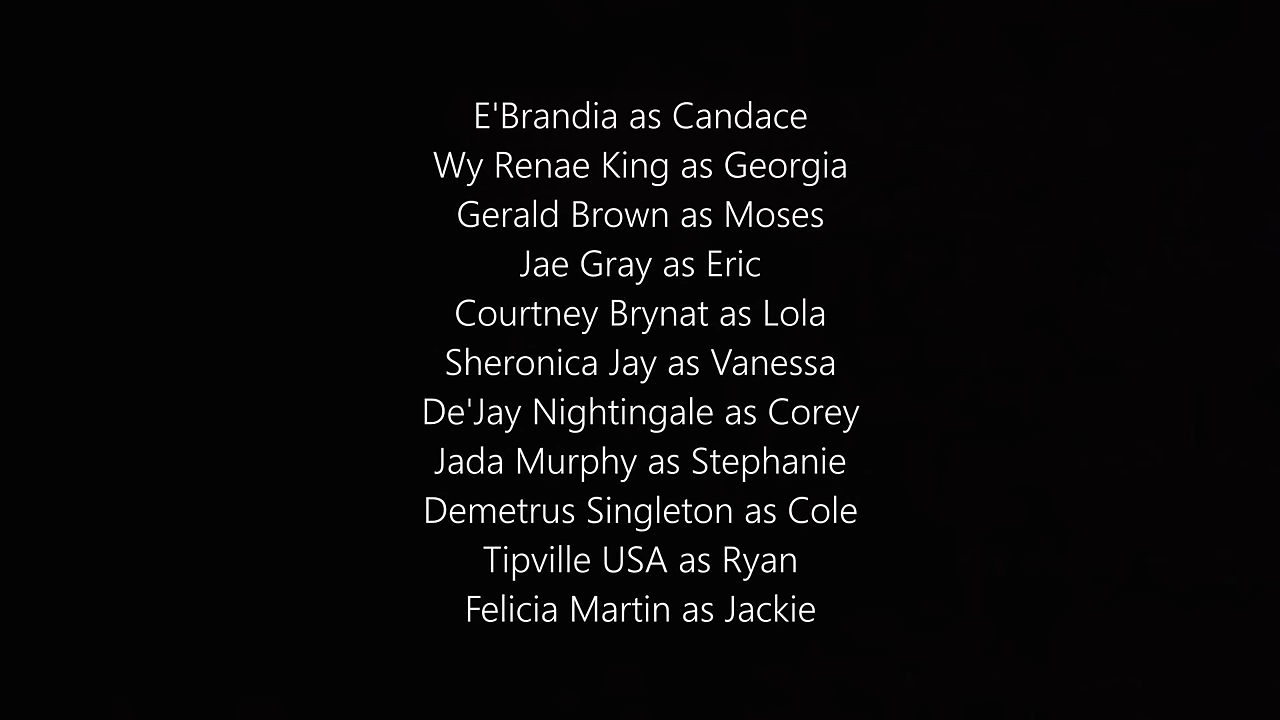 E'Brandia as Candace
Wy Renae King as Georgia
Gerald Brown as Moses
Jae Gray as Eric
Courtney Brynat as Lola
Sheronica Jay as Vanessa
De'Jay Nightingale as Corey
Jada Murphy as Stephanie
Demetrus Singleton as Cole
Tipville USA as Ryan
Felicia Martin as Jackie